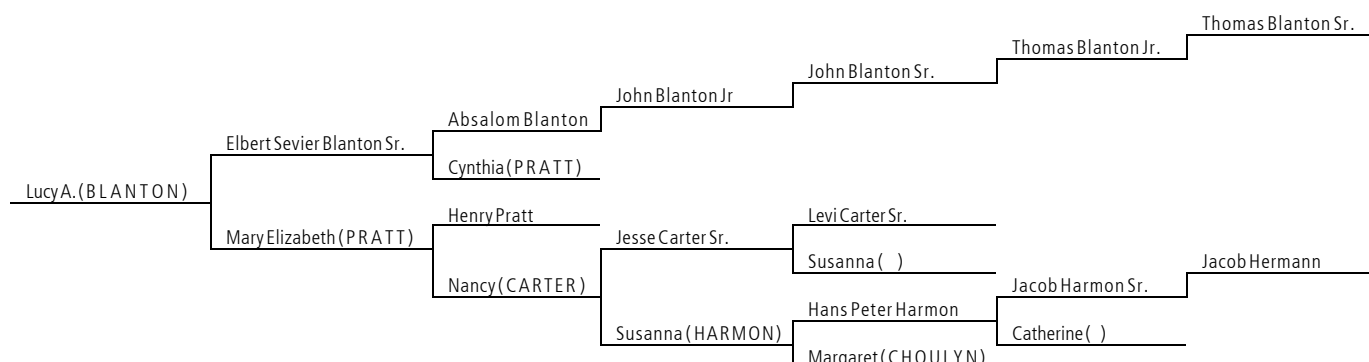 Thomas Blanton Sr.
Thomas Blanton Jr.
John Blanton Sr.
John Blanton Jr
Absalom Blanton
Elbert Sevier Blanton Sr.
Cynthia (PRATT)
Lucy A. (BLANTON)
Henry Pratt
Levi Carter Sr.
Mary Elizabeth (PRATT)
Jesse Carter Sr.
Susanna ( )
Jacob Hermann
Nancy (CARTER)
Jacob Harmon Sr.
Hans Peter Harmon
Susanna (HARMON)
Catherine ( )
Margaret (CHOULYN)